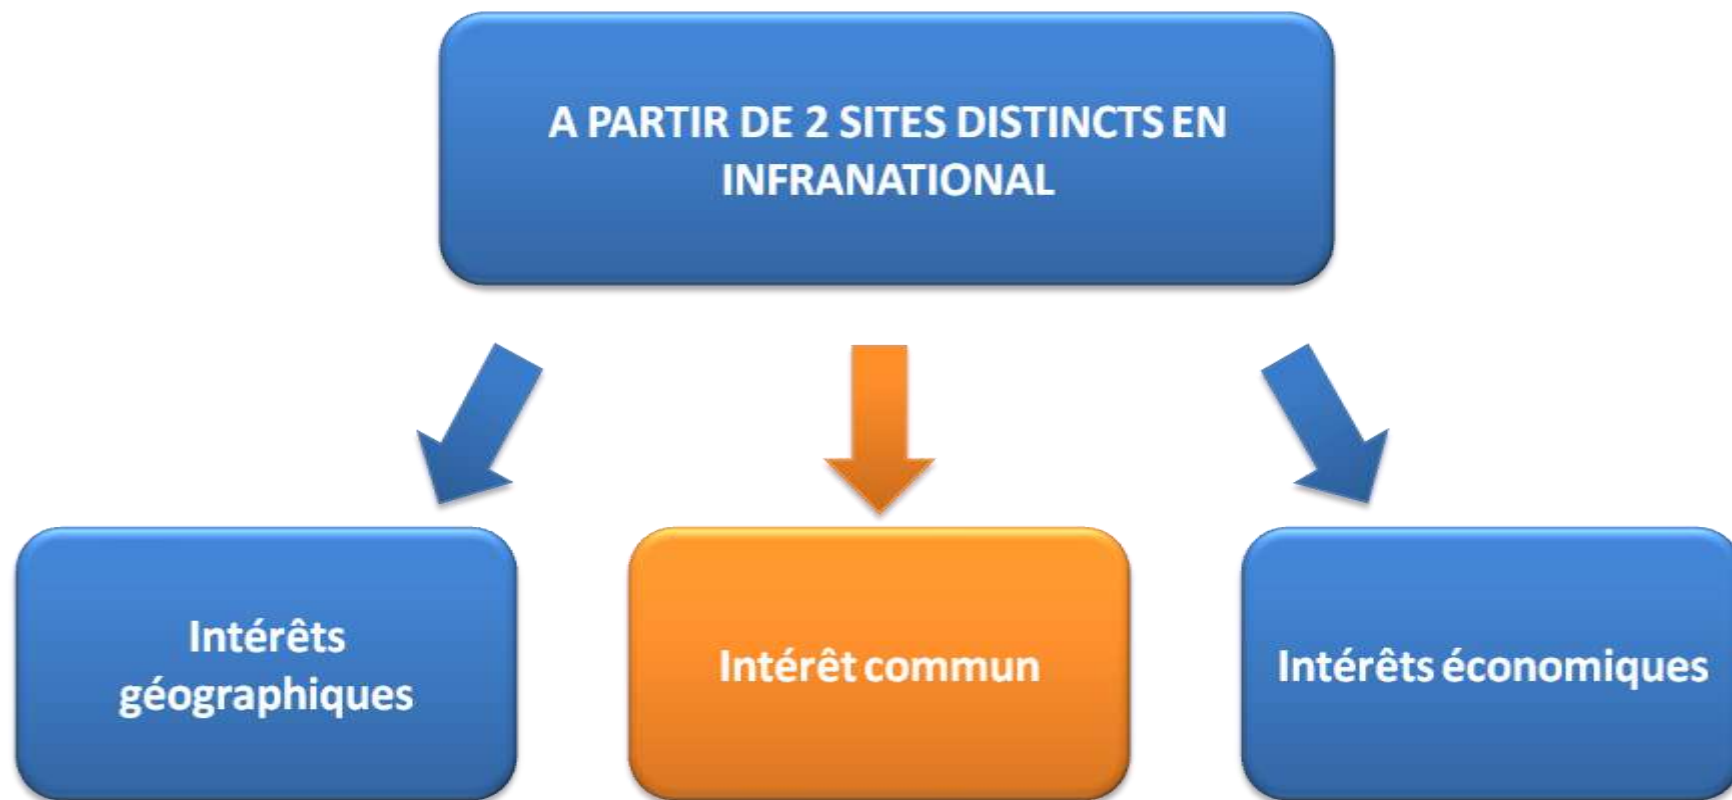 A PARTIR DE 2 SITES DISTINCTS EN
INFRANATIONAL
Intérêts
géographiques
Intérêt commun
Intérêts économiques